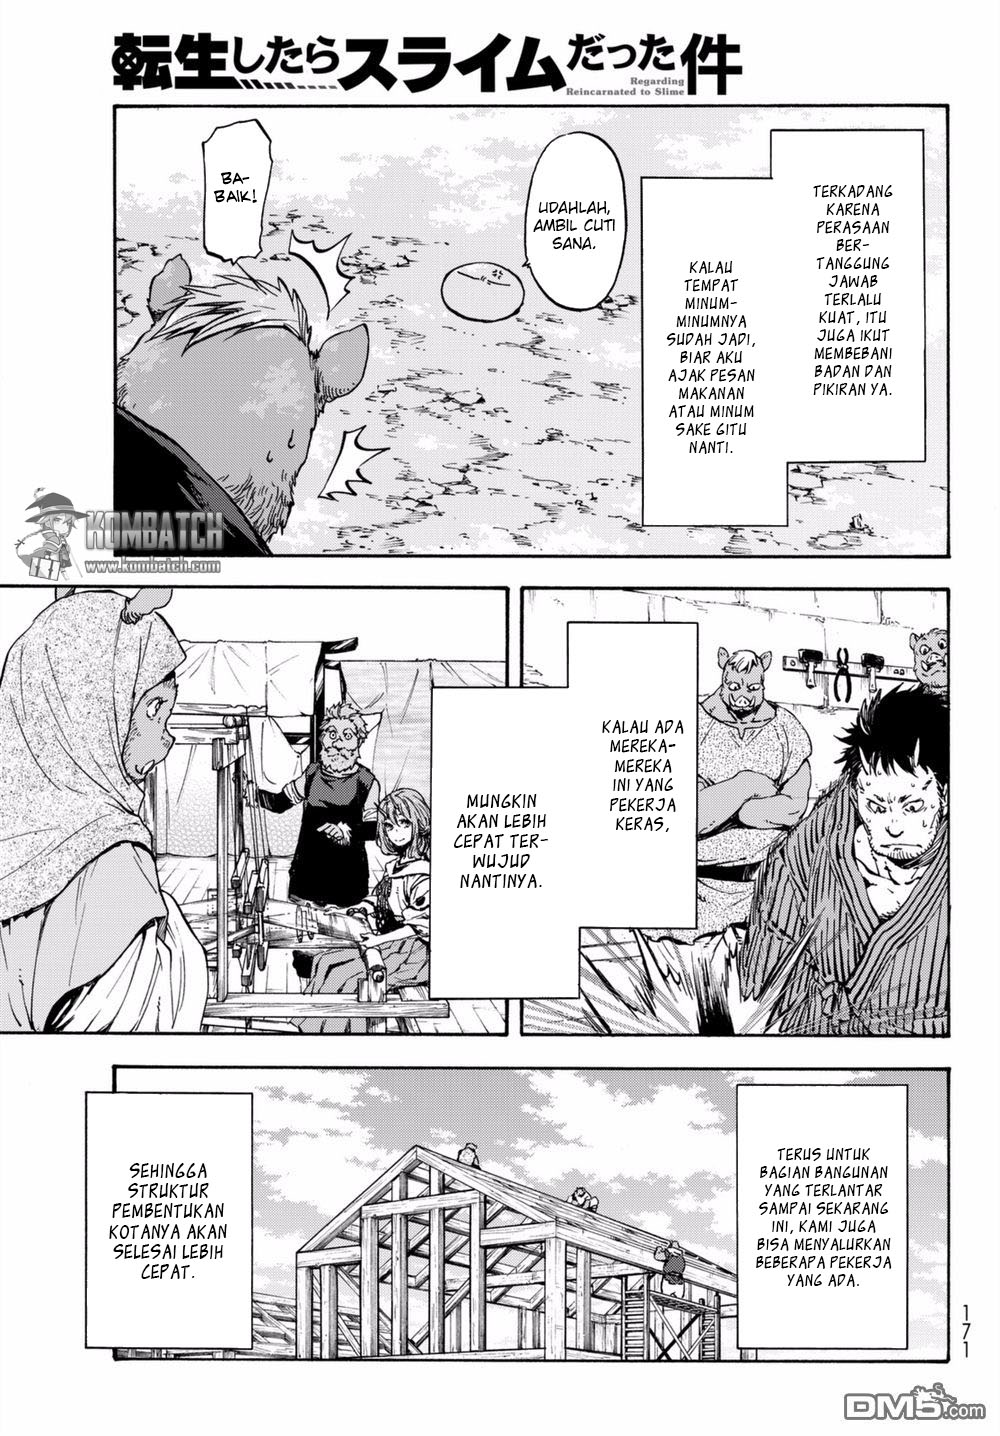 転生したらスライムだった件
Regarding
Reincarnated to Slime
TERKADANG
KARENA
PERASAAN
BER-
TANGGUNG
JAWAB
TERLALU
KUAT, ITU
JUGA IKUT
MEMBEBANI
BADAN DAN
PIKIRAN YA.
KALAU
TEMPAT
MINUM-
MINUMNYA
SUDAH JADI,
BIAR AKU
AJAK PESAN
MAKANAN
ATAU MINUM
SAKE GITU
NANTI.
UDAHLAH,
AMBIL CUTI
SANA.
BA-
BAIK!
KOMBATCH
www.kombatch.com
KALAU ADA
MEREKA-
MEREKA
INI YANG
PEKERJA
KERAS,
MUNGKIN
AKAN LEBIH
CEPAT TER-
WUJUD
NANTINYA.
TERUS UNTUK
BAGIAN BANGUNAN
YANG TERLANTAR
SAMPAI SEKARANG
INI, KAMI JUGA
BISA MENYALURKAN
BEBERAPA PEKERJA
YANG ADA.
SEHINGGA
STRUKTUR
PEMBENTUKAN
KOTANYA AKAN
SELESAI LEBIH
CEPAT.
171
DM5.com